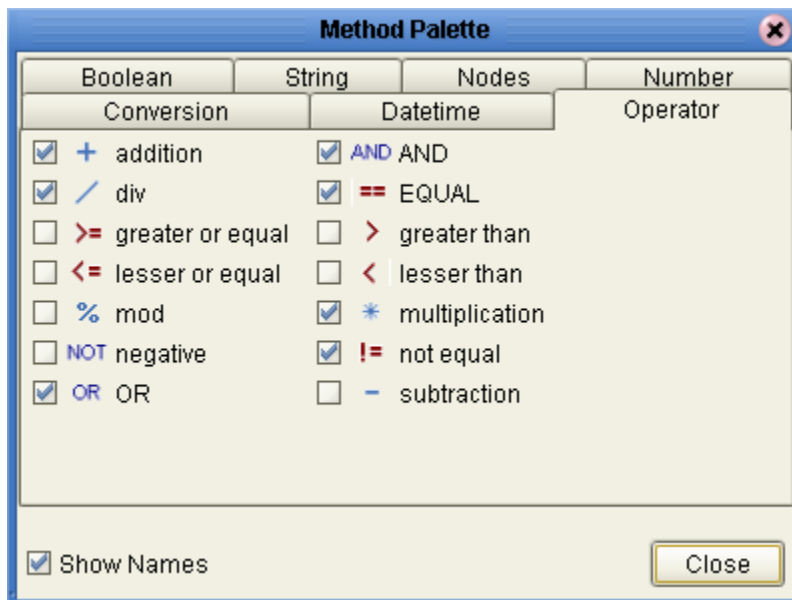 Method Palette
Boolean String Nodes Number
Conversion Datetime Operator
+ addition AND AND
/ div == EQUAL
>= greater or equal > greater than
<= lesser or equal < lesser than
% mod * multiplication
NOT negative != not equal
OR OR - subtraction
Show Names Close